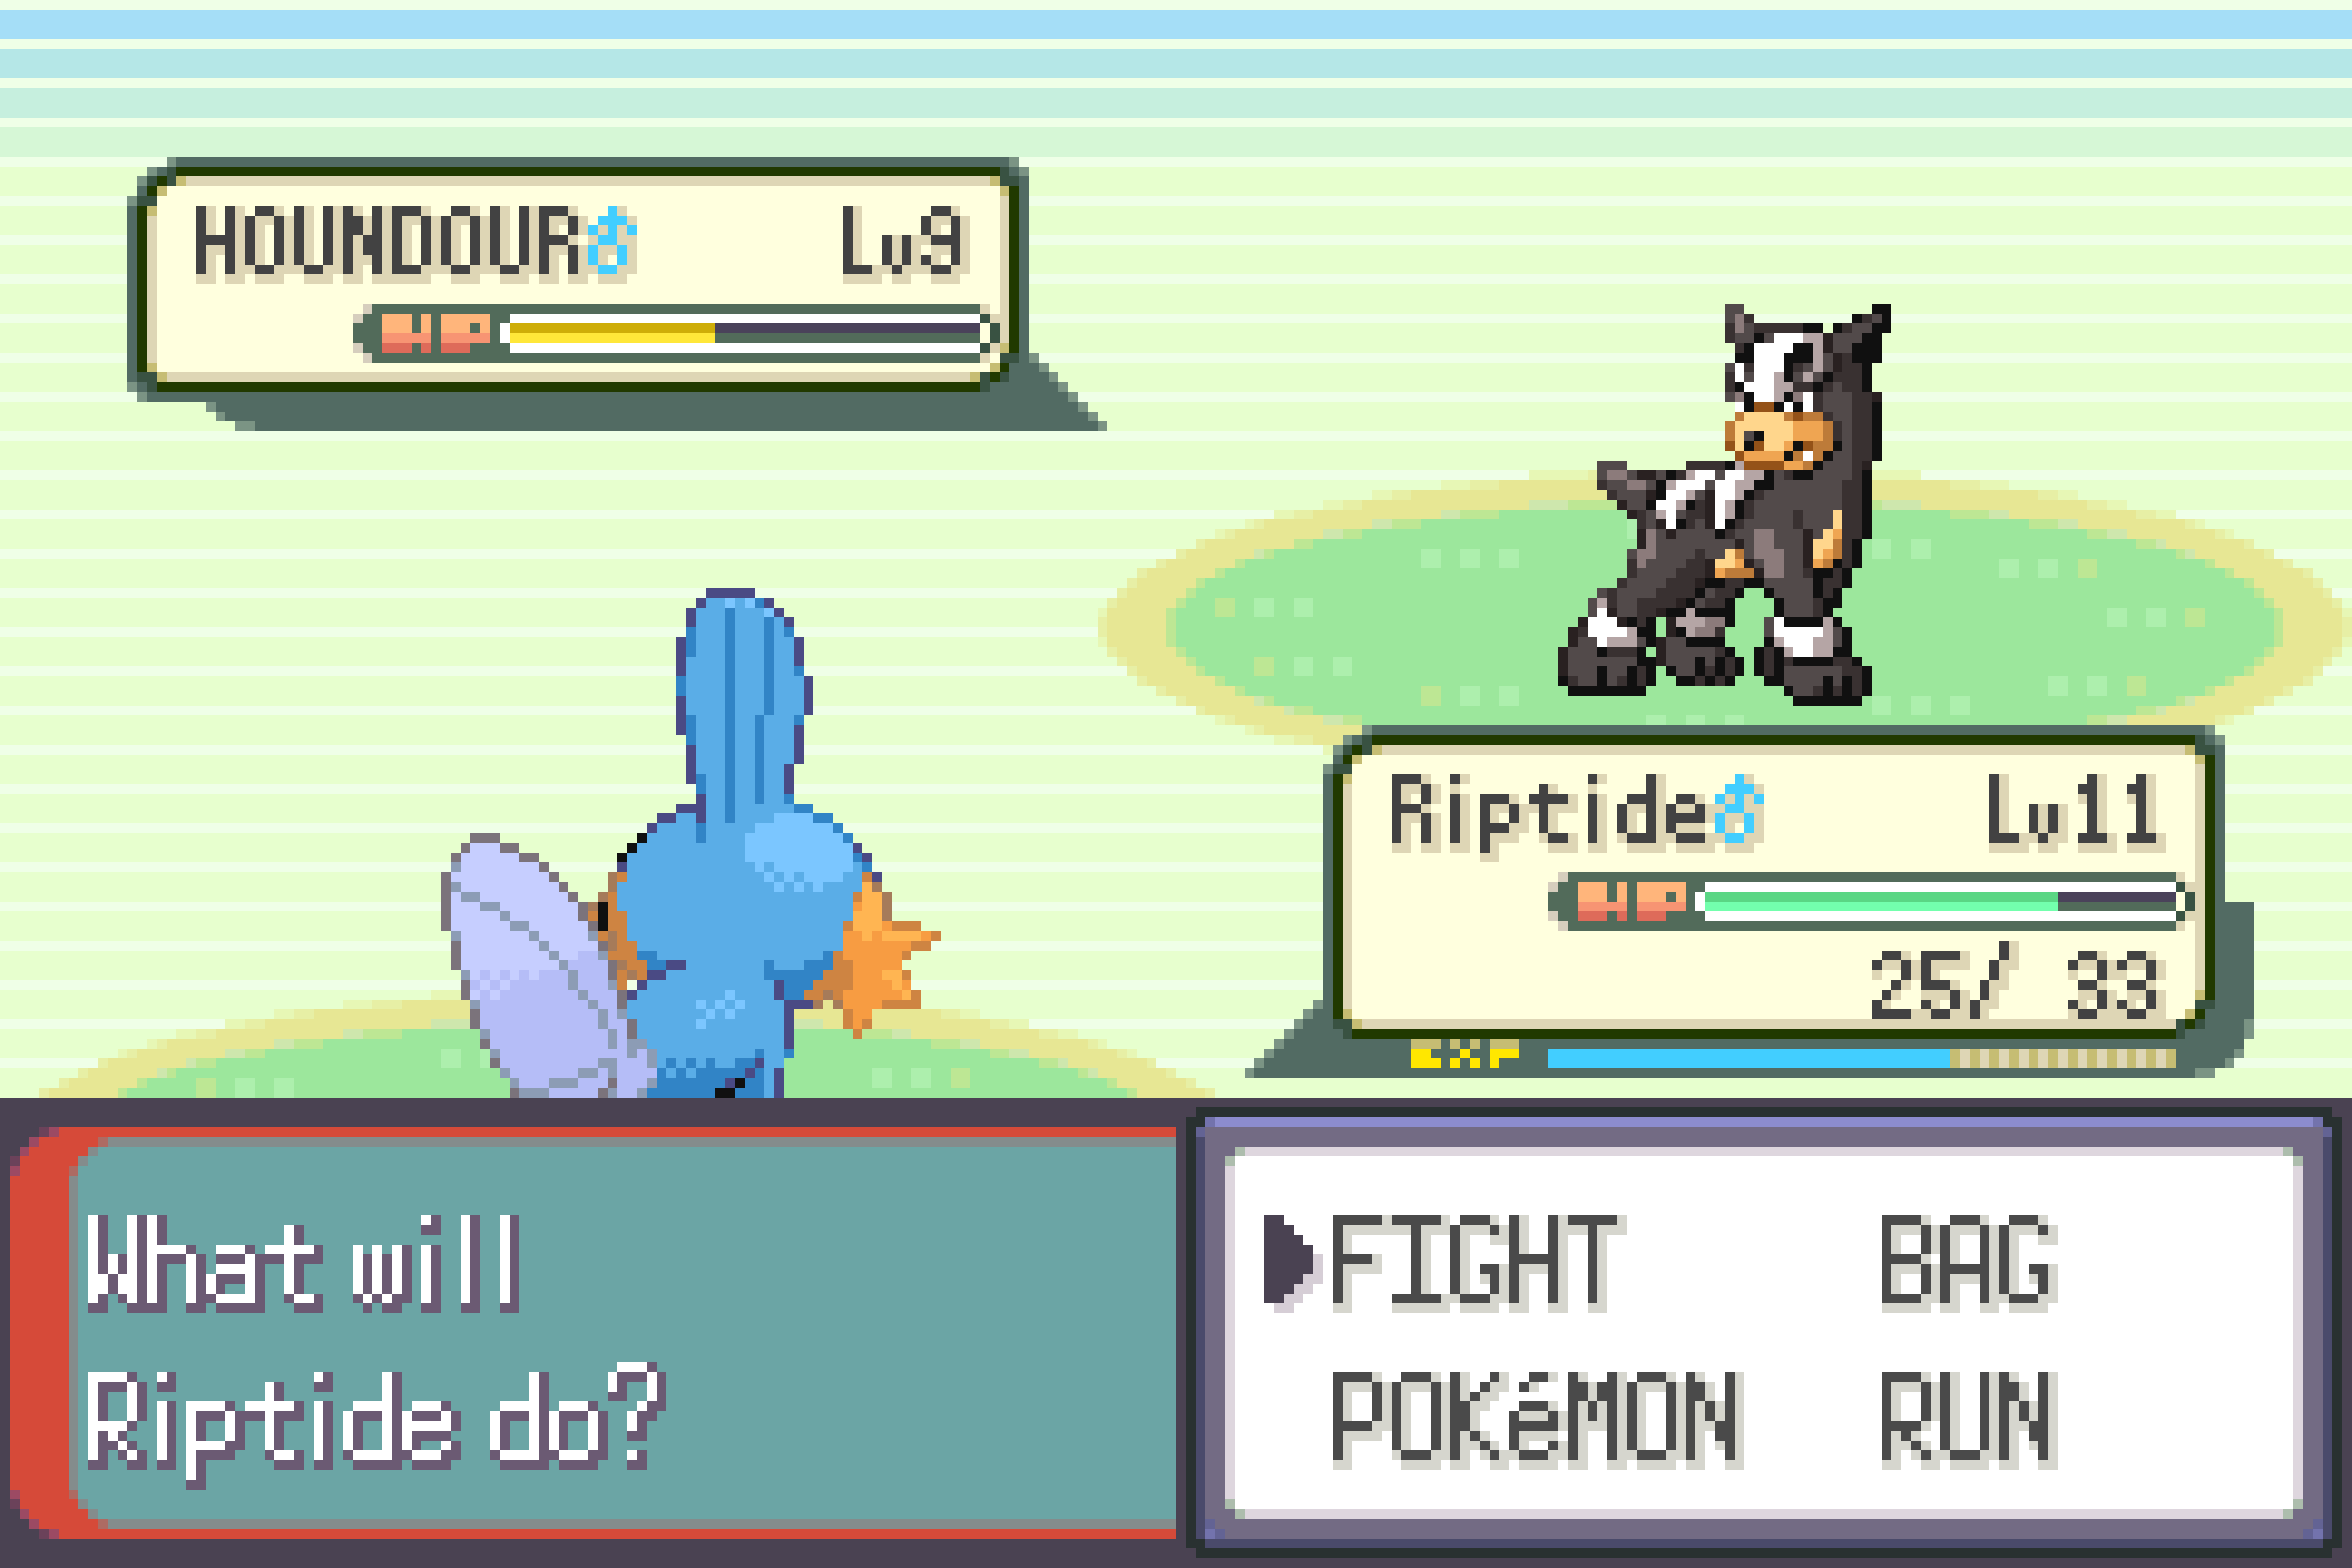 HOUNDOUR♂ Lv9
HP
Riptide♂ Lv11
HP
25/ 33
EXP
What will
Riptide do?
FIGHT BAG
POKéMON RUN